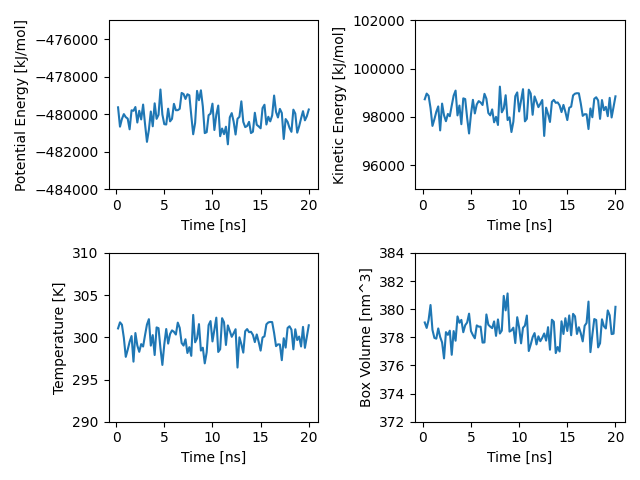 Potential Energy [kJ/mol]
−476000
−478000
−480000
−482000
−484000
0 5 10 15 20
Time [ns]
Kinetic Energy [kJ/mol]
102000
100000
98000
96000
0 5 10 15 20
Time [ns]
Temperature [K]
310
305
300
295
290
0 5 10 15 20
Time [ns]
Box Volume [nm^3]
384
382
380
378
376
374
372
0 5 10 15 20
Time [ns]